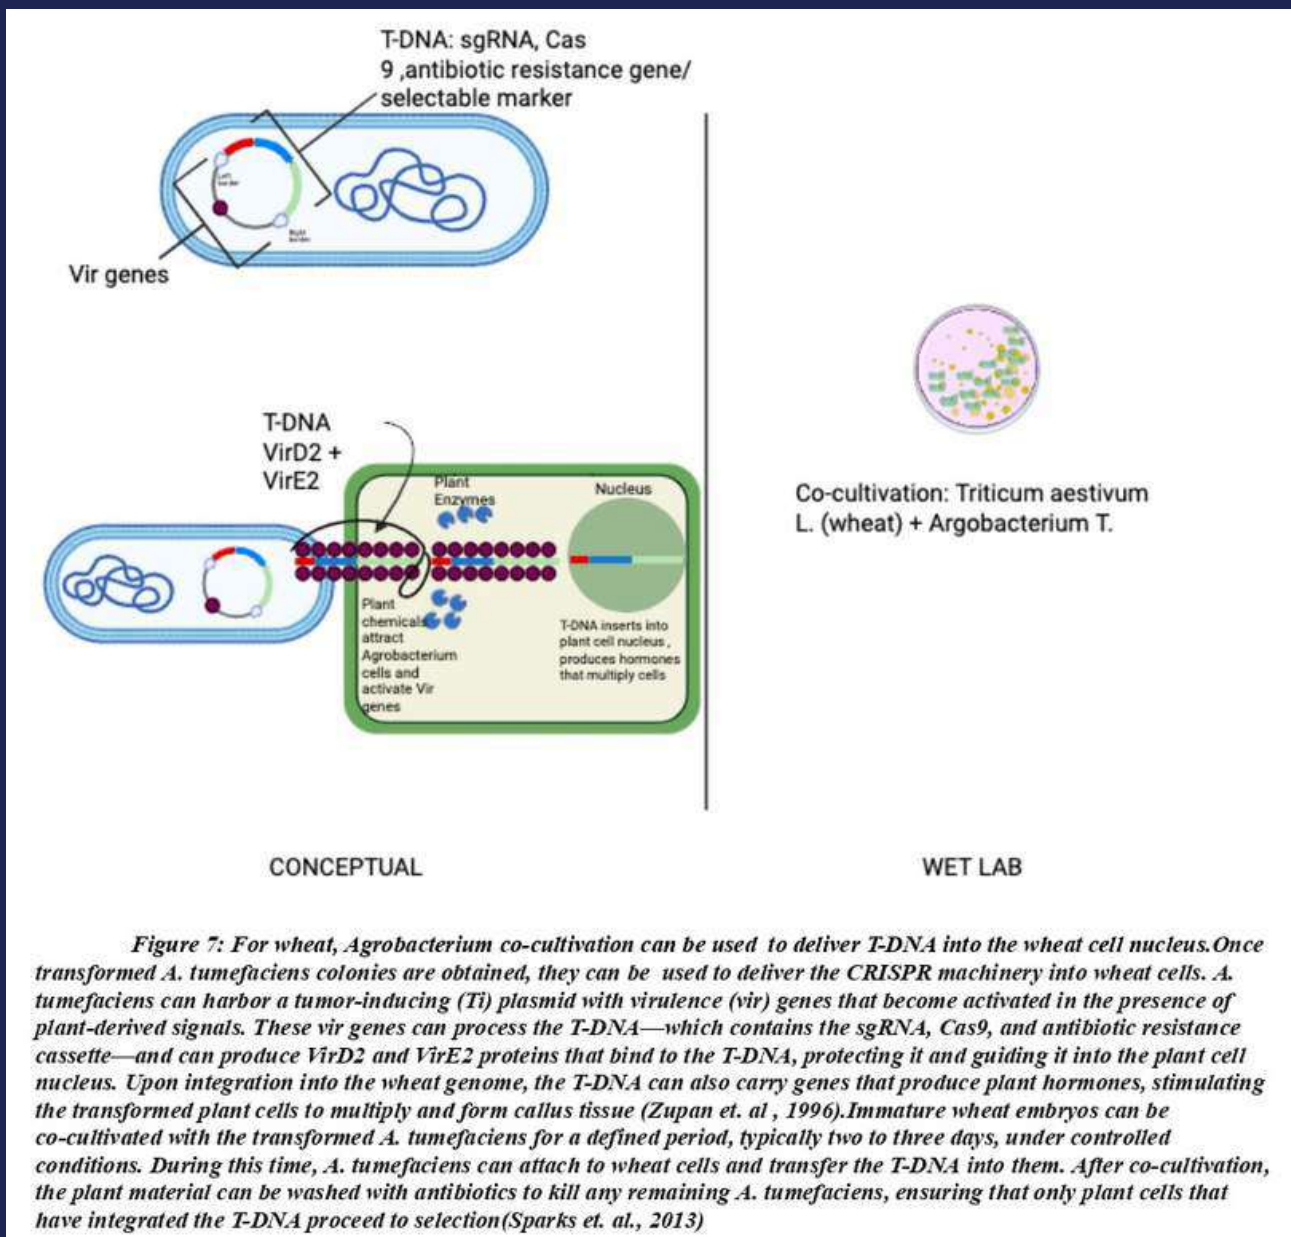 T-DNA: sgRNA, Cas
9 ,antibiotic resistance gene/
selectable marker
Left
border
Right
border
Vir genes
T-DNA
VirD2 +
VirE2
Plant
Enzymes
Nucleus
Plant
chemicals
attract
Agrobacterium
cells and
activate Vir
genes
T-DNA inserts into
plant cell nucleus ,
produces hormones
that multiply cells
Co-cultivation: Triticum aestivum
L. (wheat) + Argobacterium T.
CONCEPTUAL
WET LAB
Figure 7: For wheat, Agrobacterium co-cultivation can be used to deliver T-DNA into the wheat cell nucleus.Once
transformed A. tumefaciens colonies are obtained, they can be used to deliver the CRISPR machinery into wheat cells. A.
tumefaciens can harbor a tumor-inducing (Ti) plasmid with virulence (vir) genes that become activated in the presence of
plant-derived signals. These vir genes can process the T-DNA—which contains the sgRNA, Cas9, and antibiotic resistance
cassette—and can produce VirD2 and VirE2 proteins that bind to the T-DNA, protecting it and guiding it into the plant cell
nucleus. Upon integration into the wheat genome, the T-DNA can also carry genes that produce plant hormones, stimulating
the transformed plant cells to multiply and form callus tissue (Zupan et. al , 1996).Immature wheat embryos can be
co-cultivated with the transformed A. tumefaciens for a defined period, typically two to three days, under controlled
conditions. During this time, A. tumefaciens can attach to wheat cells and transfer the T-DNA into them. After co-cultivation,
the plant material can be washed with antibiotics to kill any remaining A. tumefaciens, ensuring that only plant cells that
have integrated the T-DNA proceed to selection(Sparks et. al., 2013)